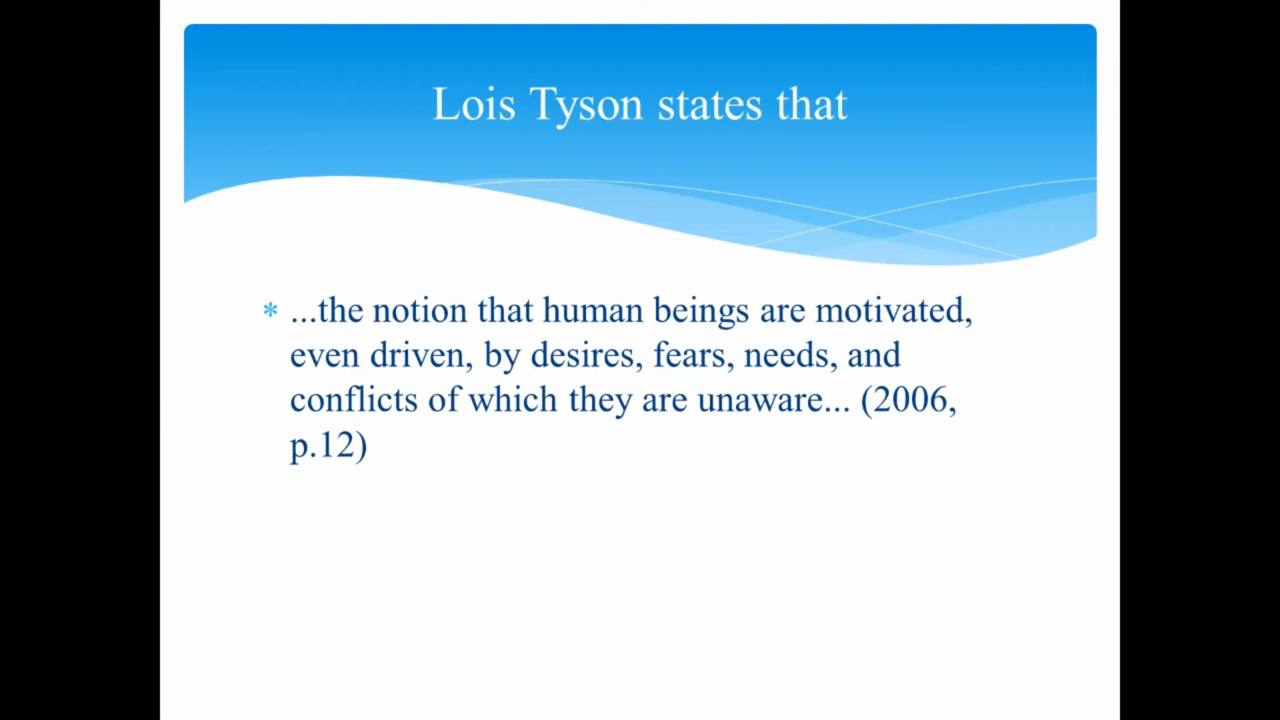 Lois Tyson states that
* ...the notion that human beings are motivated,
even driven, by desires, fears, needs, and
conflicts of which they are unaware... (2006,
p.12)